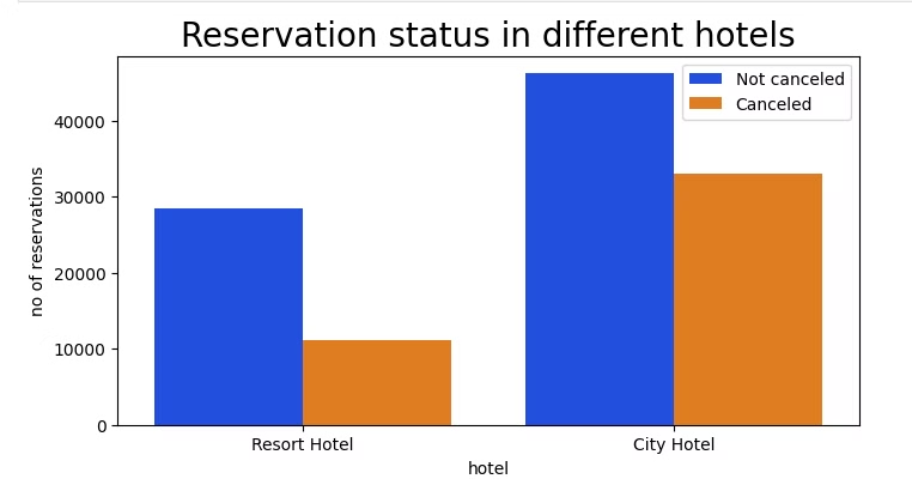 Reservation status in different hotels
Not canceled
Canceled
40000
30000
20000
10000
0
no of reservations
Resort Hotel
City Hotel
hotel